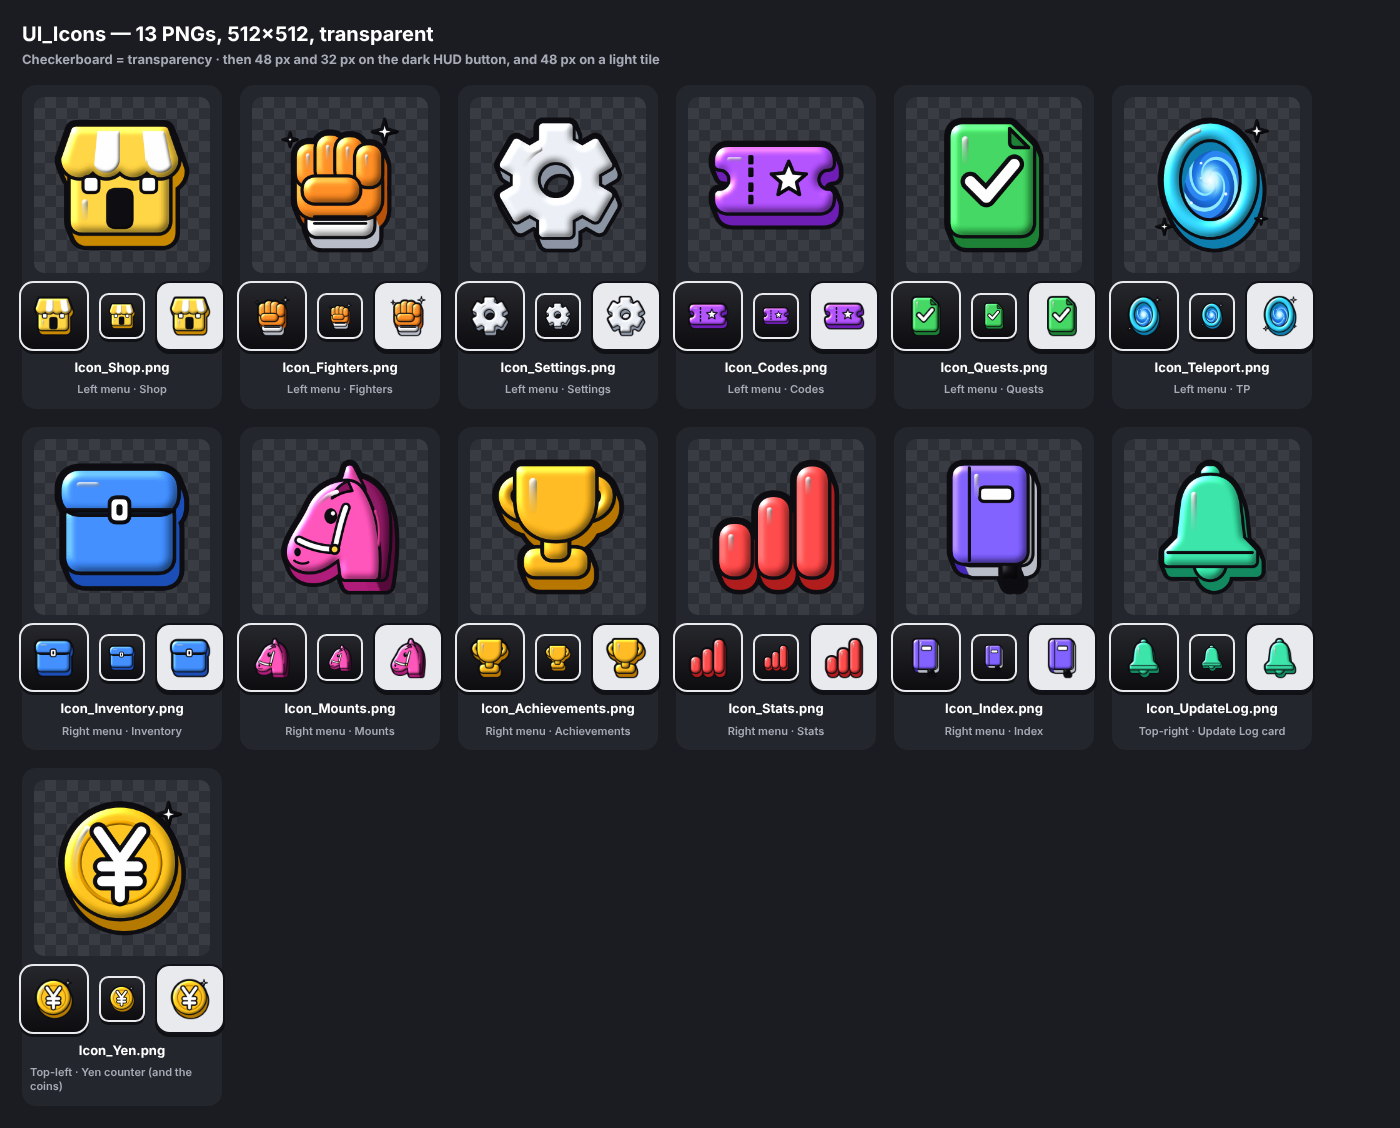 UI_Icons — 13 PNGs, 512×512, transparent
Checkerboard = transparency · then 48 px and 32 px on the dark HUD button, and 48 px on a light tile
Icon_Shop.png
Left menu · Shop
Icon_Fighters.png
Left menu · Fighters
Icon_Settings.png
Left menu · Settings
Icon_Codes.png
Left menu · Codes
Icon_Quests.png
Left menu · Quests
Icon_Teleport.png
Left menu · TP
Icon_Inventory.png
Right menu · Inventory
Icon_Mounts.png
Right menu · Mounts
Icon_Achievements.png
Right menu · Achievements
Icon_Stats.png
Right menu · Stats
Icon_Index.png
Right menu · Index
Icon_UpdateLog.png
Top-right · Update Log card
¥
Icon_Yen.png
Top-left · Yen counter (and the
coins)